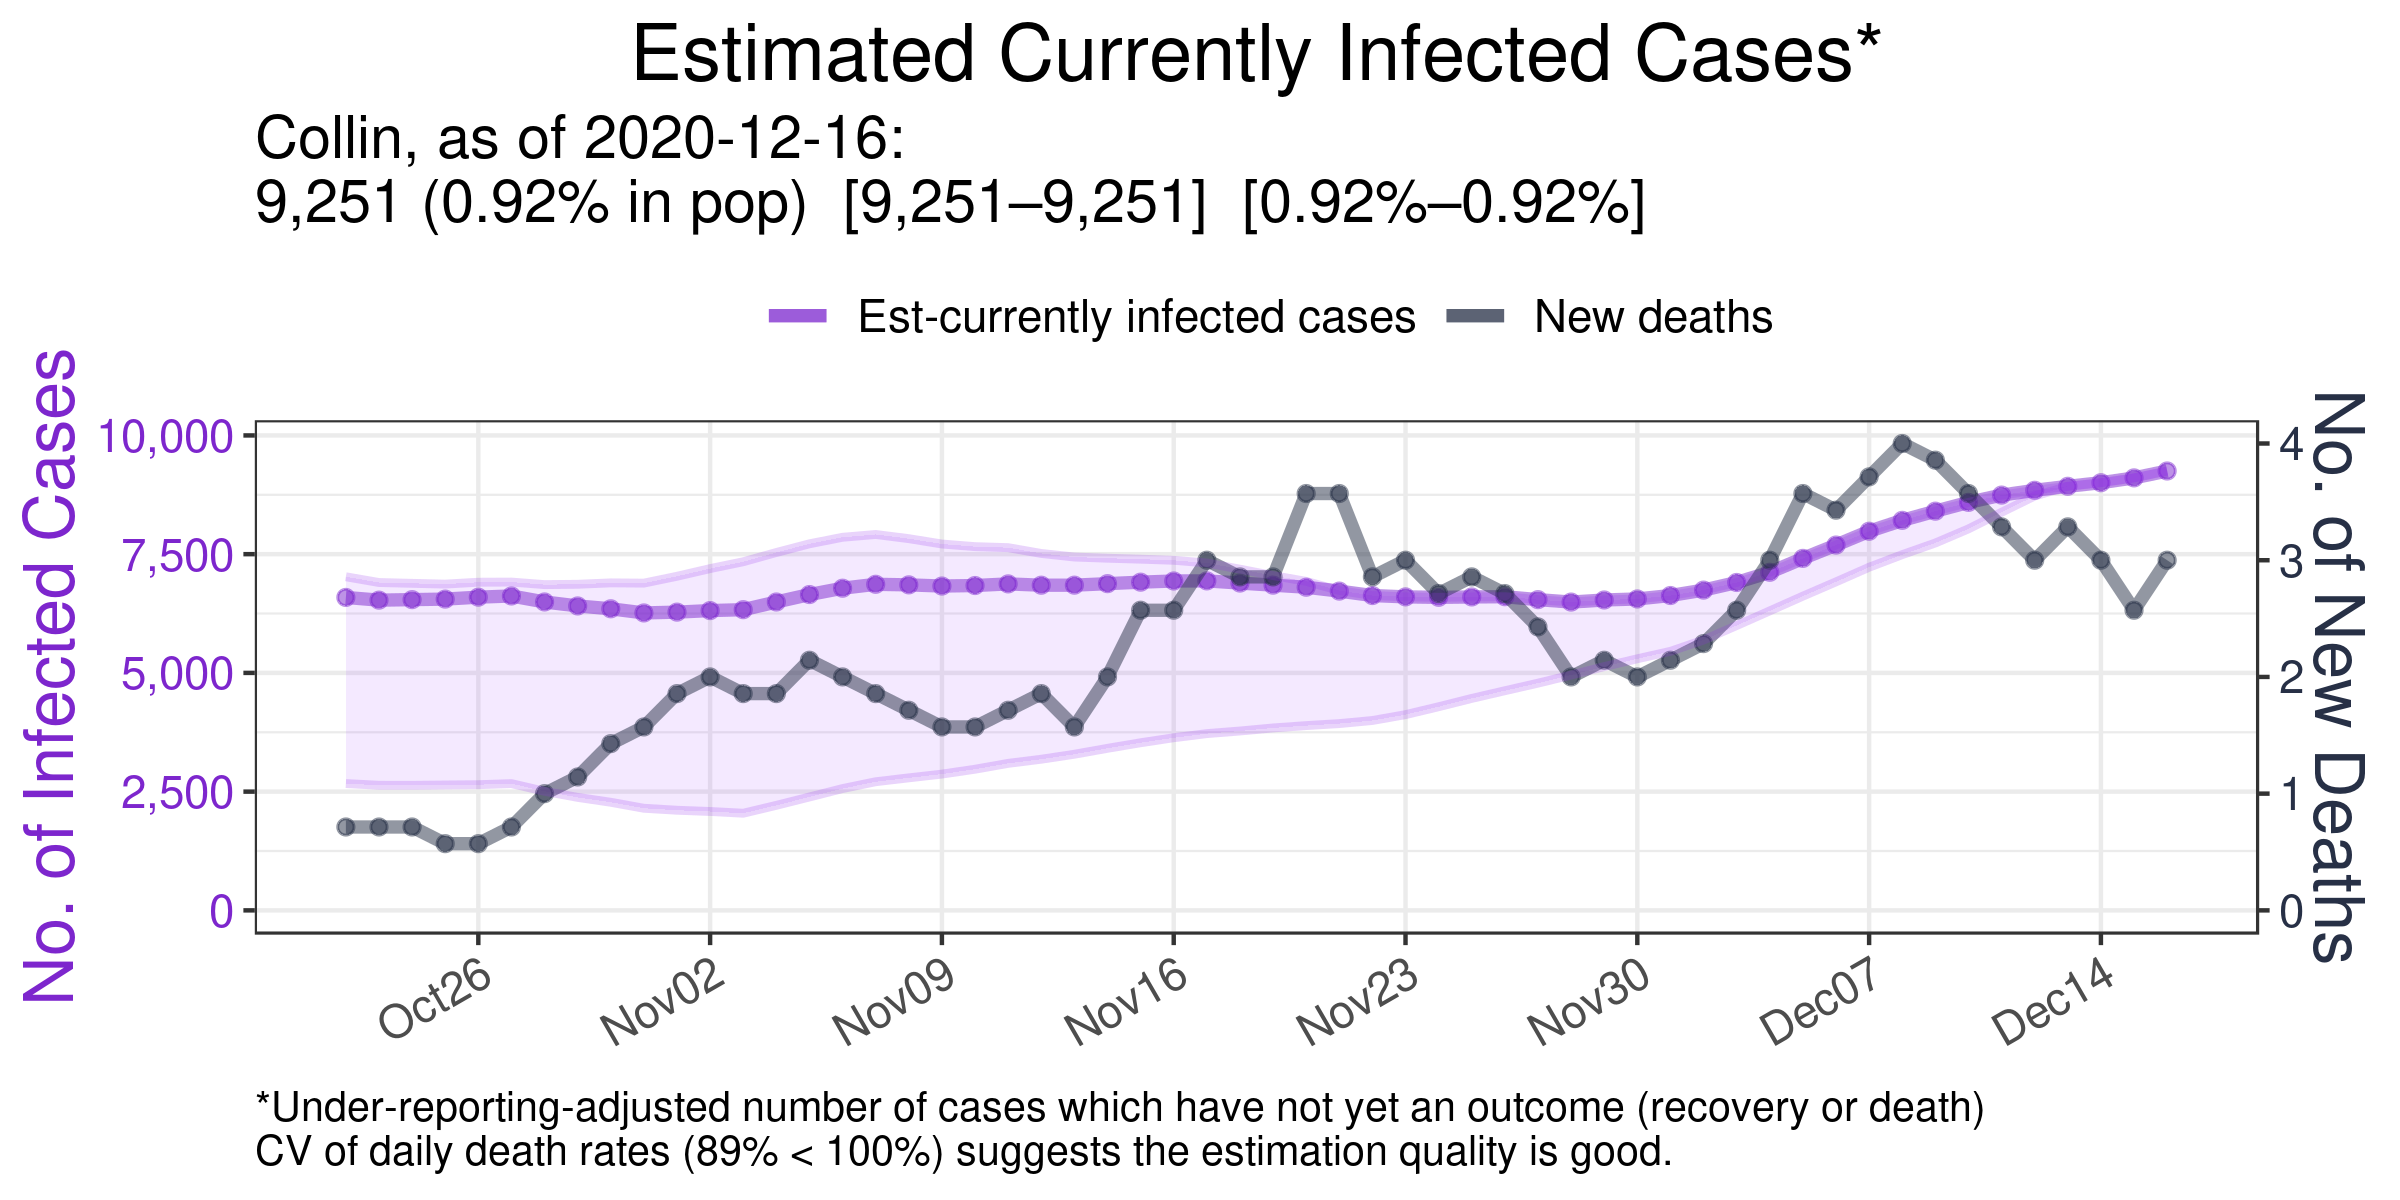 Estimated Currently Infected Cases*
Collin, as of 2020-12-16:
9,251 (0.92% in pop) [9,251–9,251] [0.92%–0.92%]
Est-currently infected cases New deaths
No. of Infected Cases
10,000
7,500
5,000
2,500
0
4
3
2
1
0
No. of New Deaths
Oct26 Nov02 Nov09 Nov16 Nov23 Nov30 Dec07 Dec14
*Under-reporting-adjusted number of cases which have not yet an outcome (recovery or death)
CV of daily death rates (89% < 100%) suggests the estimation quality is good.